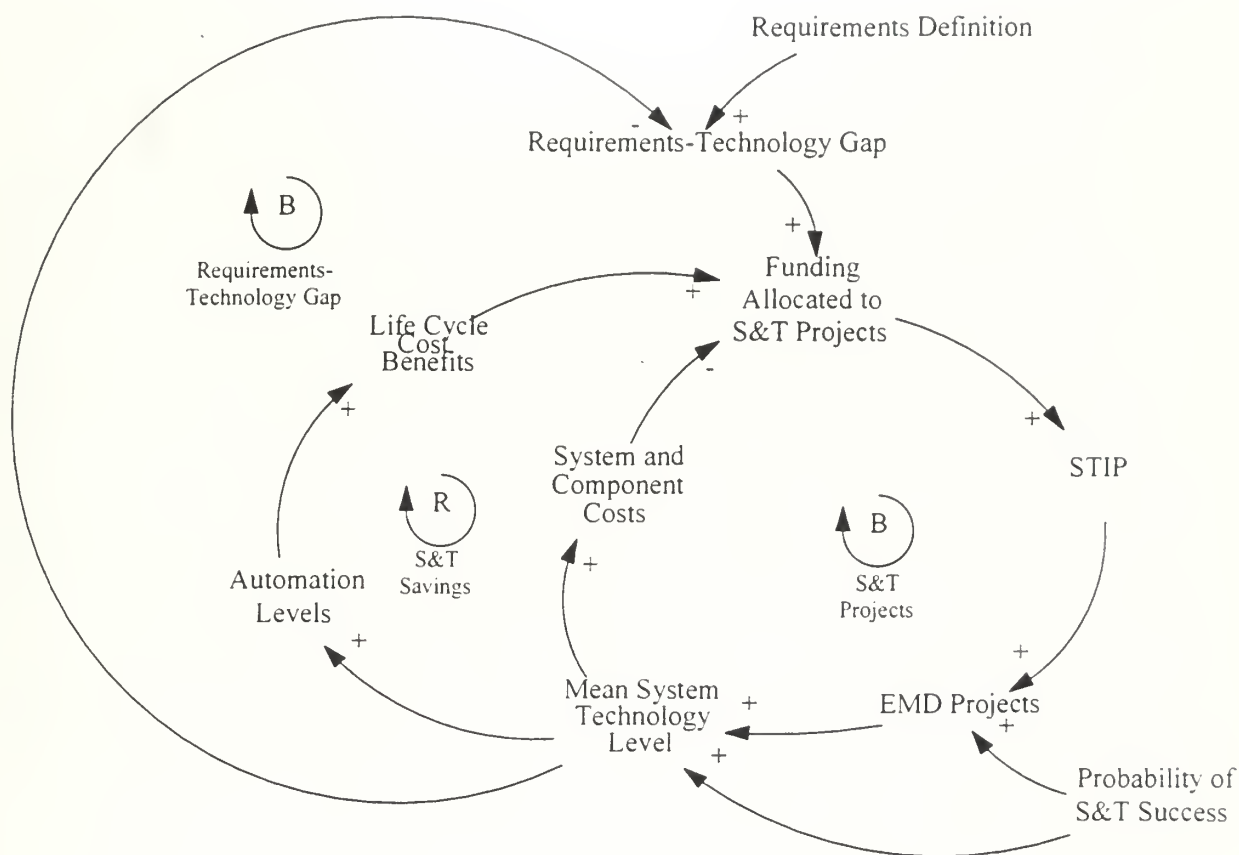 Requirements Definition
- +
Requirements-Technology Gap
B
Requirements-
Technology Gap
+
Funding
Allocated to
S&T Projects
+
-
Life Cycle
Cost
Benefits
+
+
STIP
System and
Component
Costs
+
R
S&T
Savings
B
S&T
Projects
Automation
Levels
+
+
Mean System
Technology
Level
+
+
EMD Projects
+
Probability of
S&T Success